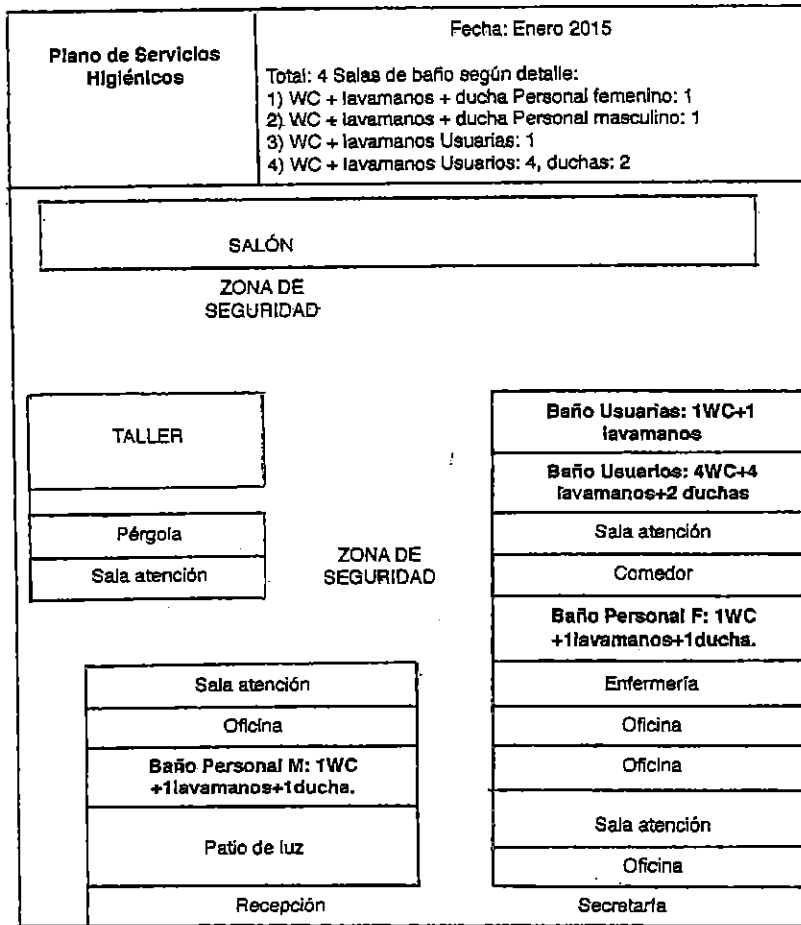 Plano de Servicios
Higiénicos
Fecha: Enero 2015
Total: 4 Salas de baño según detalle:
1) WC + lavamanos + ducha Personal femenino: 1
2) WC + lavamanos + ducha Personal masculino: 1
3) WC + lavamanos Usuarias: 1
4) WC + lavamanos Usuarios: 4, duchas: 2
SALÓN
ZONA DE
SEGURIDAD
TALLER
Pérgola
Sala atención
ZONA DE
SEGURIDAD
Baño Usuarias: 1WC+1
lavamanos
Baño Usuarios: 4WC+4
lavamanos+2 duchas
Sala atención
Comedor
Baño Personal F: 1WC
+1lavamanos+1ducha.
Enfermería
Oficina
Oficina
Sala atención
Oficina
Secretaría
Sala atención
Oficina
Baño Personal M: 1WC
+1lavamanos+1ducha.
Patio de luz
Recepción